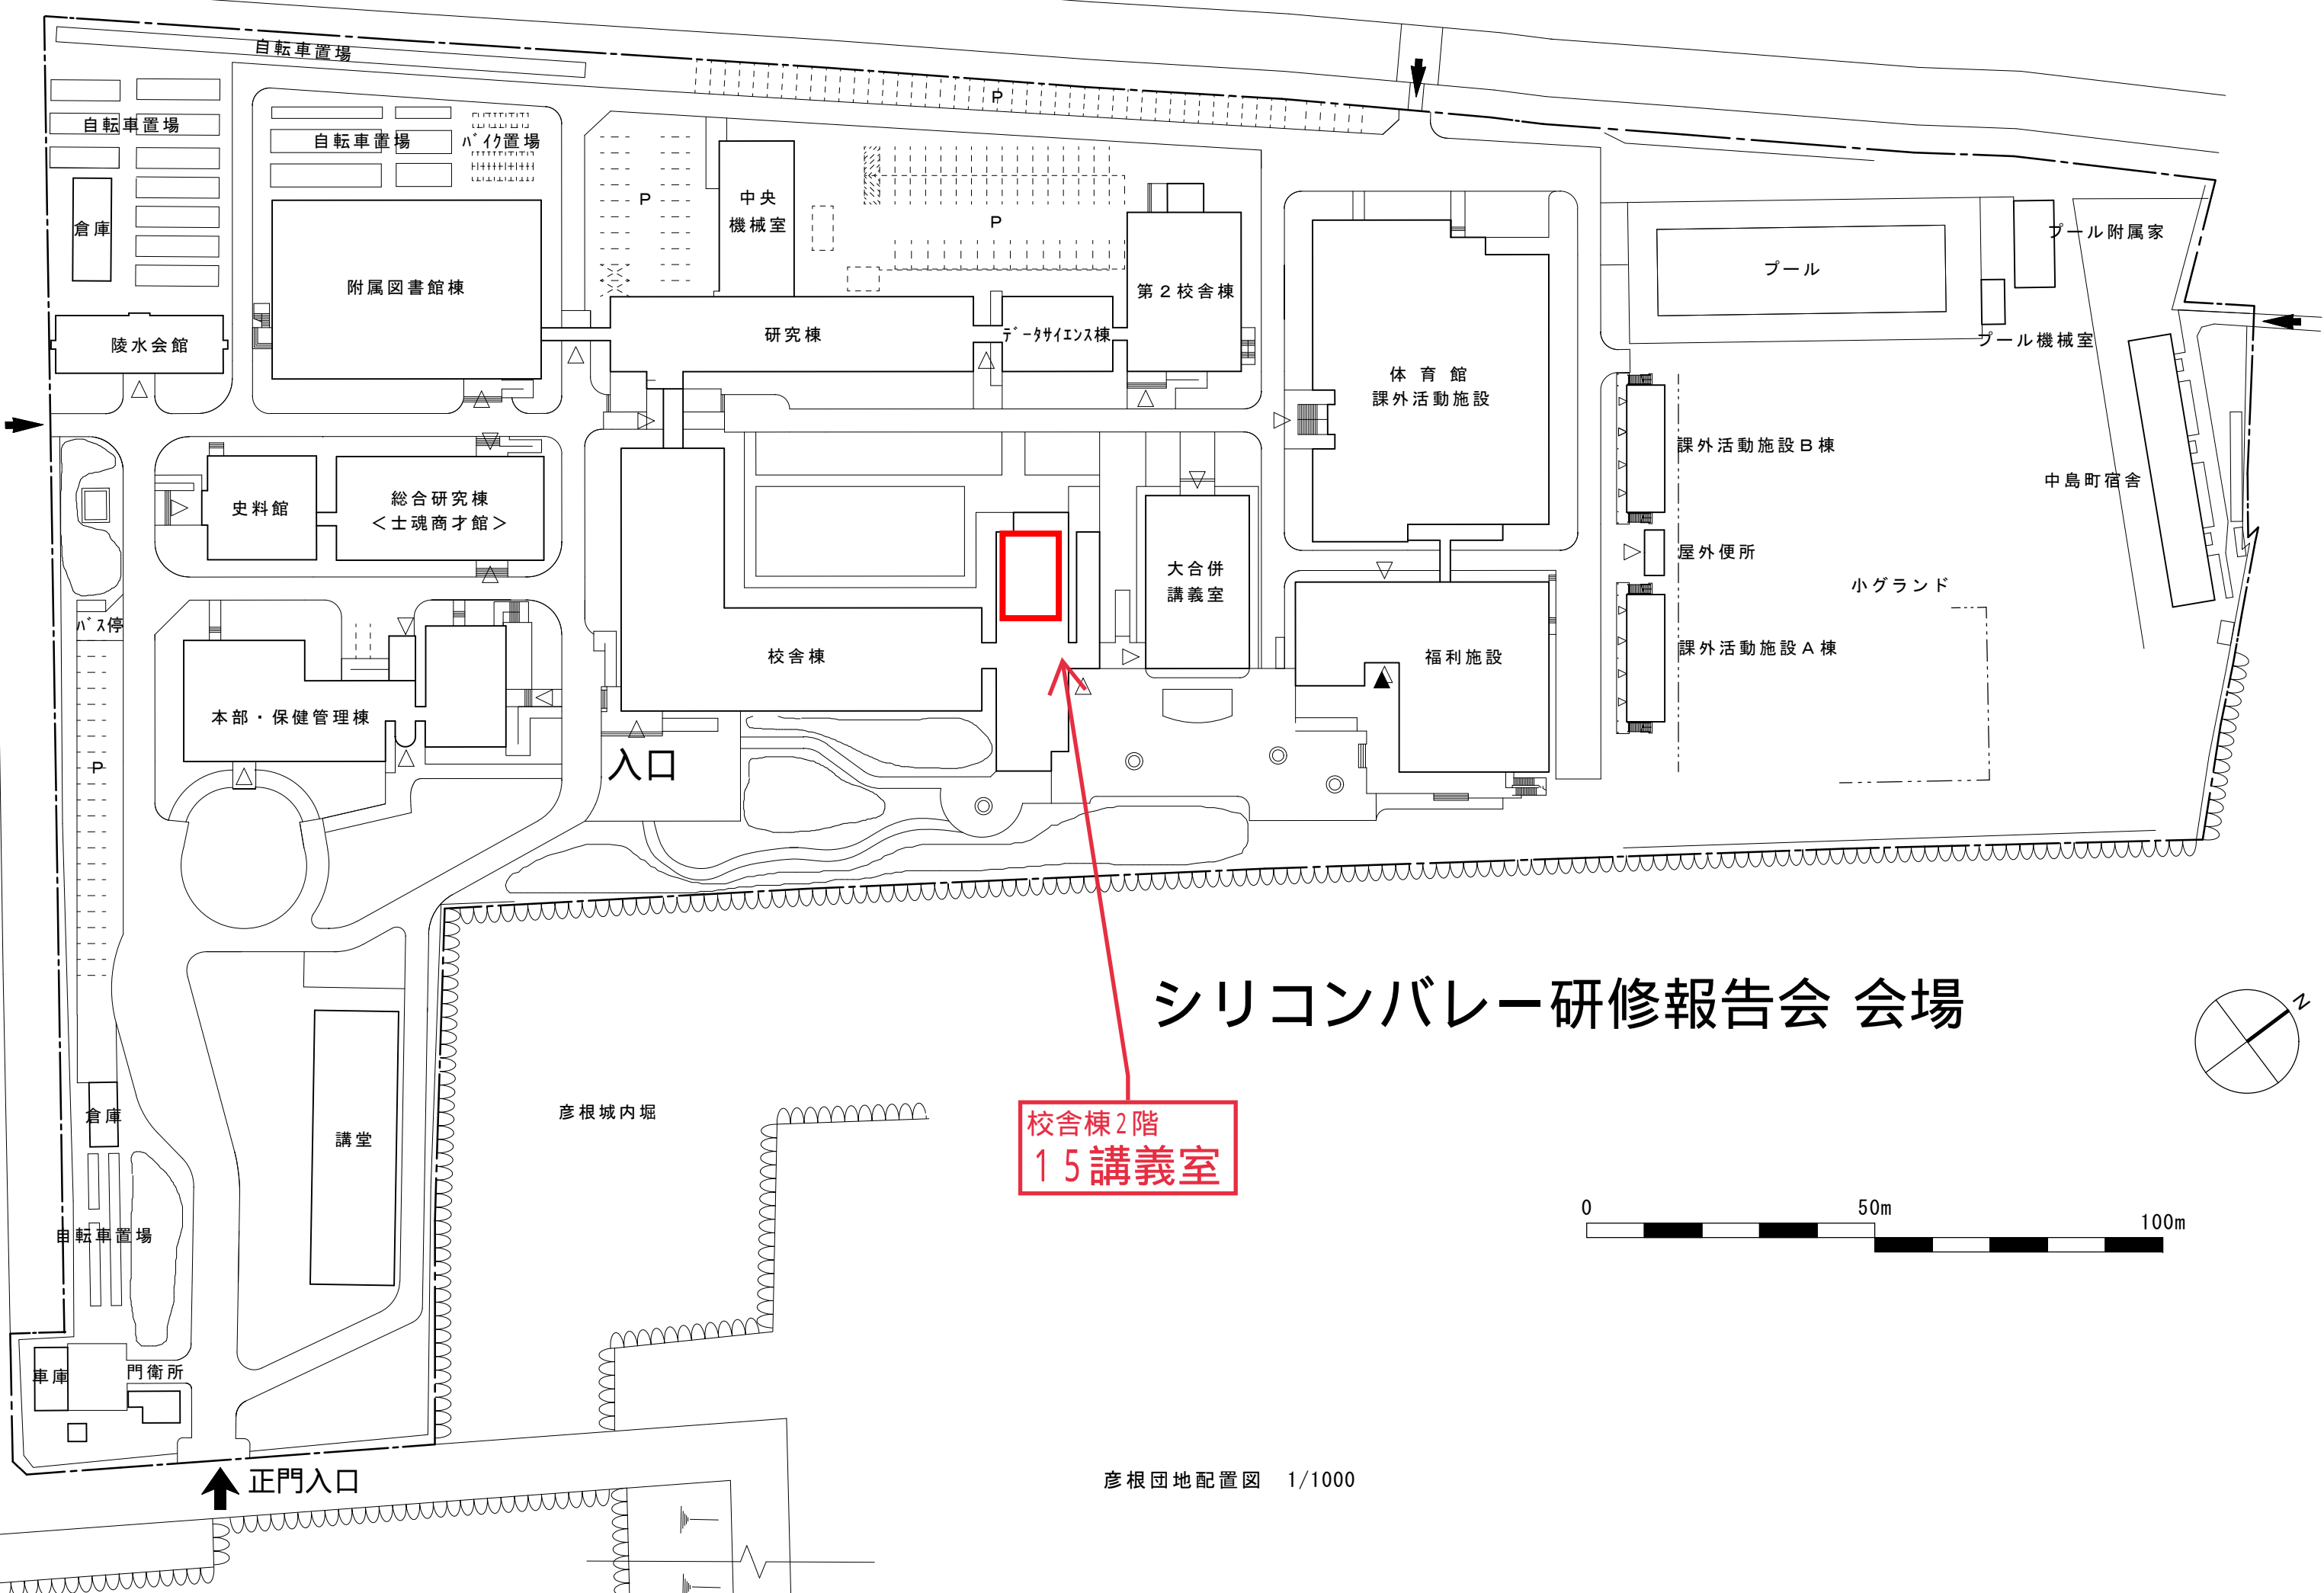 自転車置場
P
自転車置場
自転車置場
ﾊﾞｲｸ置場
P
中央
機械室
P
倉庫
附属図書館棟
陵水会館
研究棟
ﾃﾞｰﾀｻｲｴﾝｽ棟
第２校舎棟
体 育 館
課外活動施設
プール
プール附属家
プール機械室
史料館
総合研究棟
＜士魂商才館＞
課外活動施設Ｂ棟
中島町宿舎
大合併
講義室
屋外便所
小グランド
ﾊﾞｽ停
校舎棟
福利施設
課外活動施設Ａ棟
本部・保健管理棟
P
入口
シリコンバレー研修報告会 会場
N
倉庫
講堂
彦根城内堀
校舎棟2階
１５講義室
0
50m
100m
自転車置場
車庫
門衛所
正門入口
彦根団地配置図 1/1000